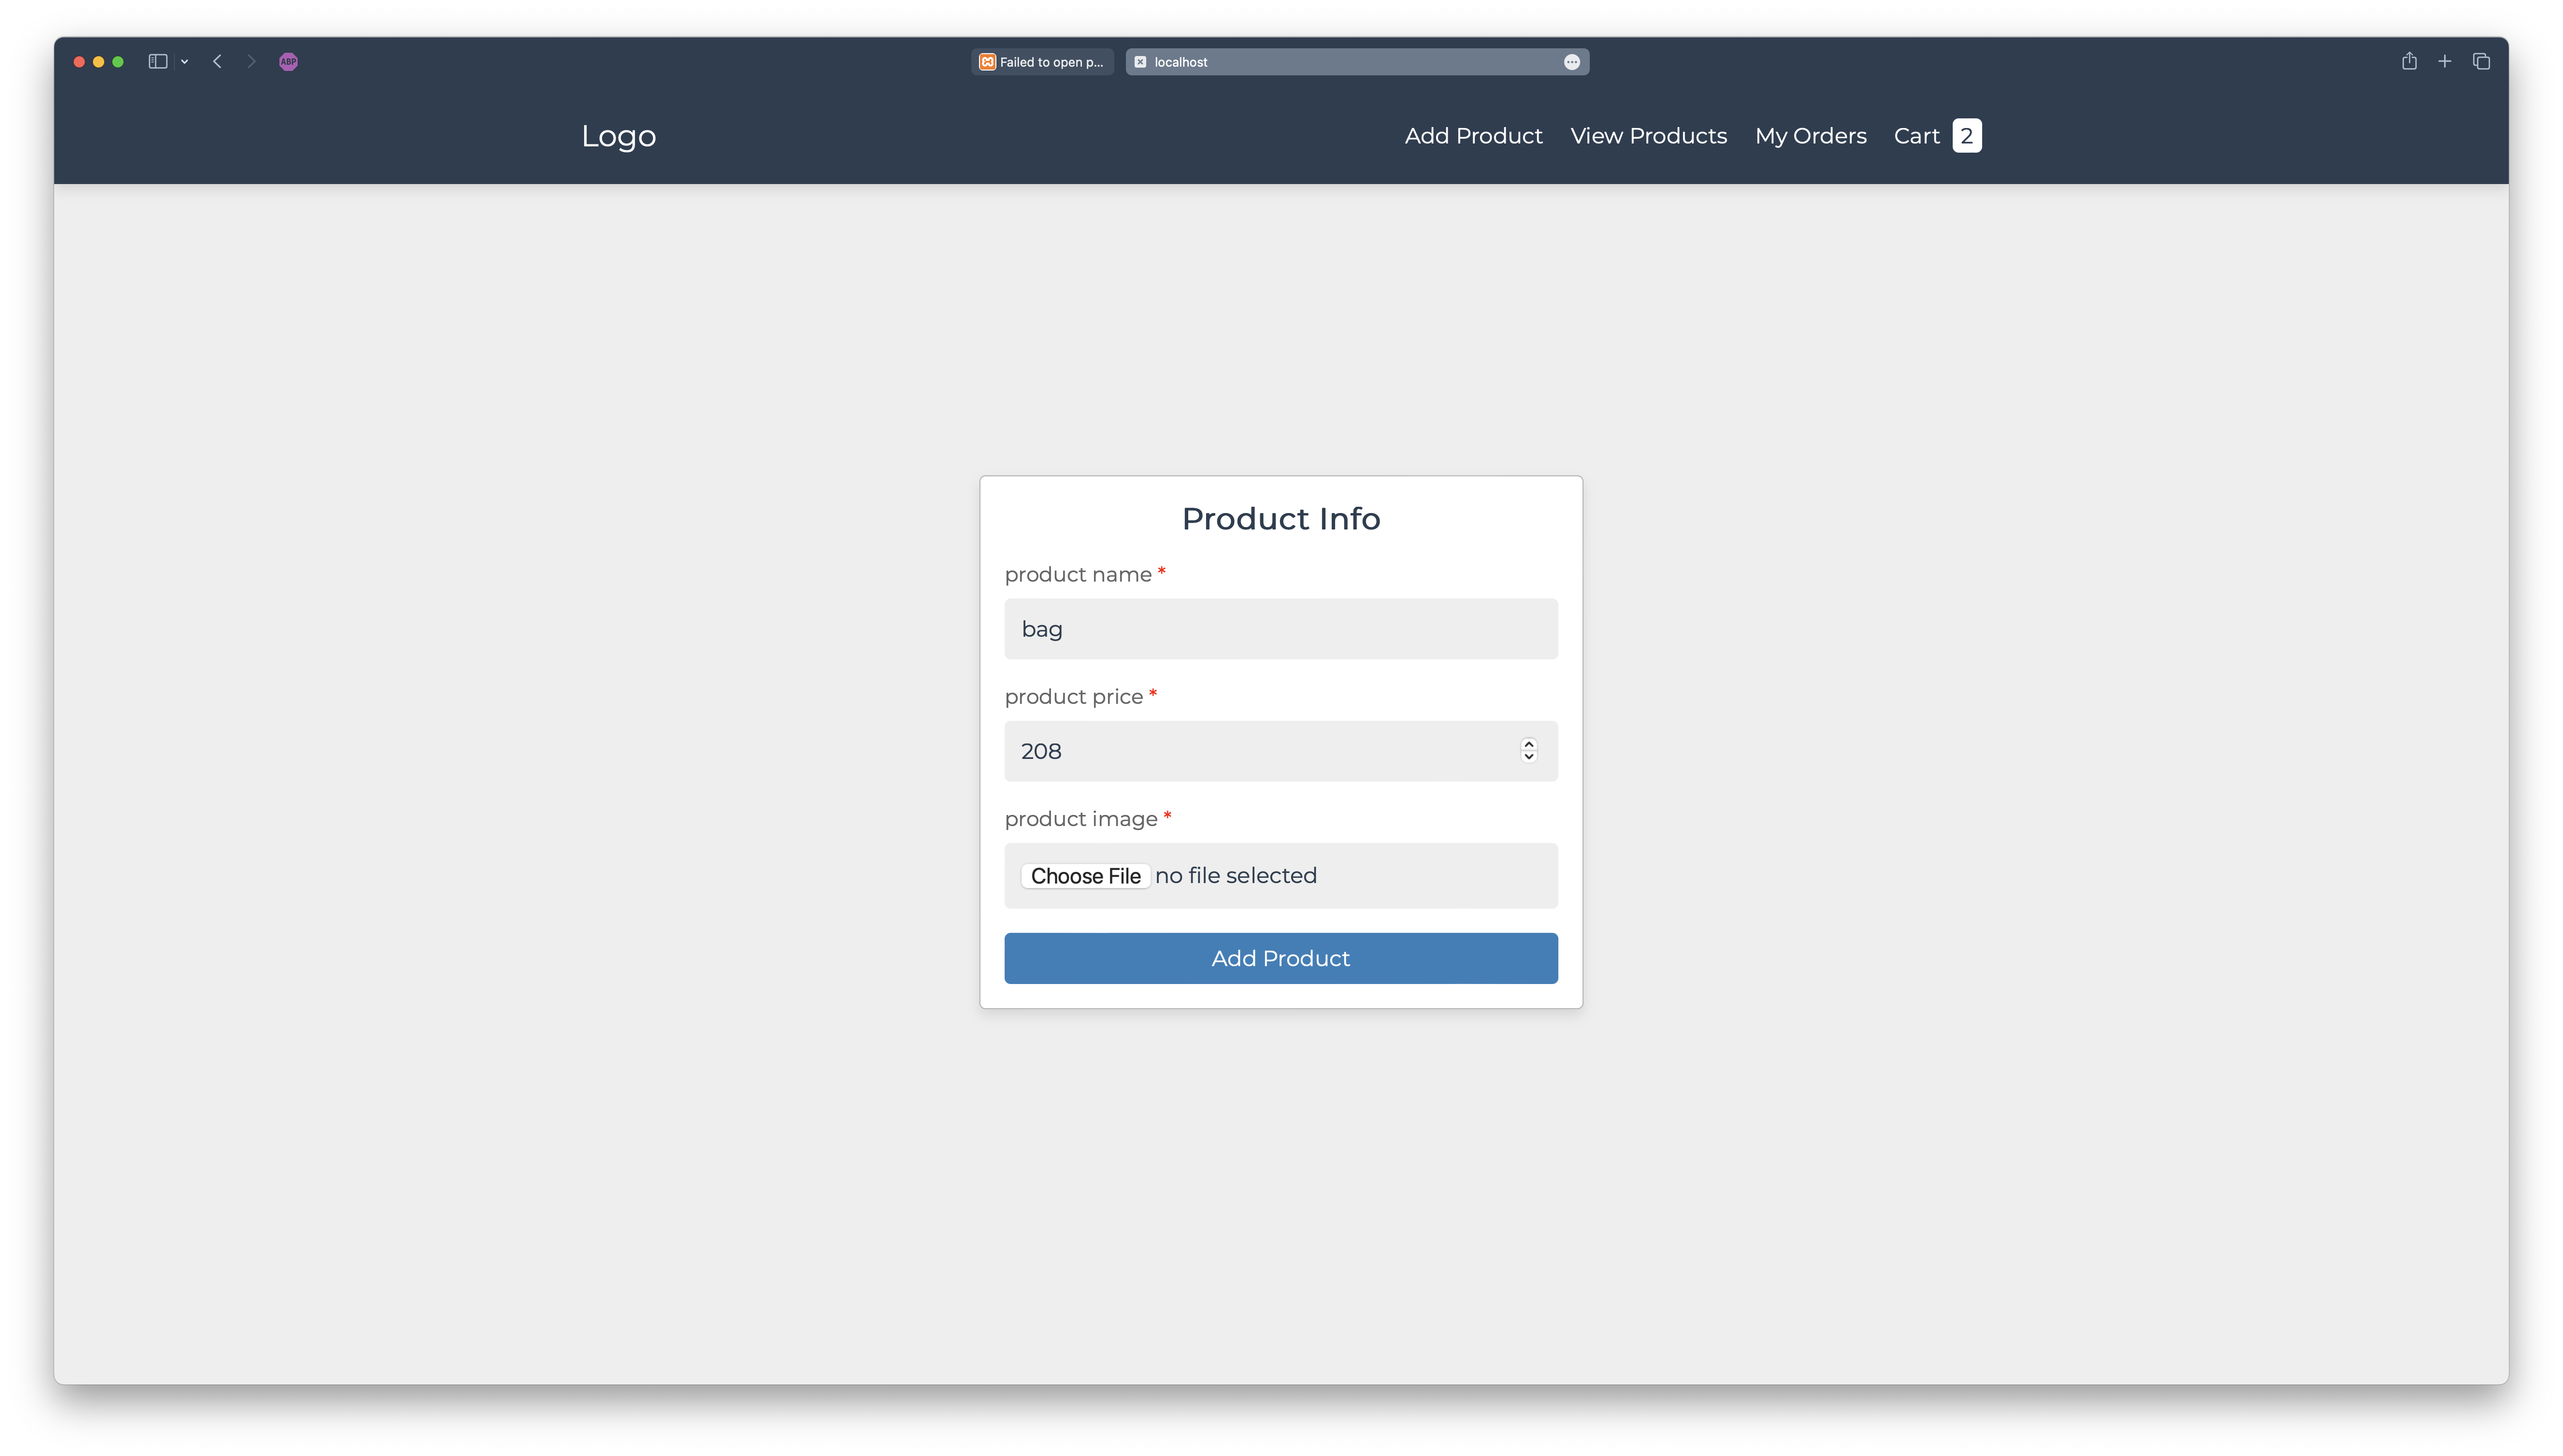 ABP
Failed to open p...
localhost
Logo
Add Product
View Products
My Orders
Cart 2
Product Info
product name *
bag
product price *
208
product image *
Choose File no file selected
Add Product